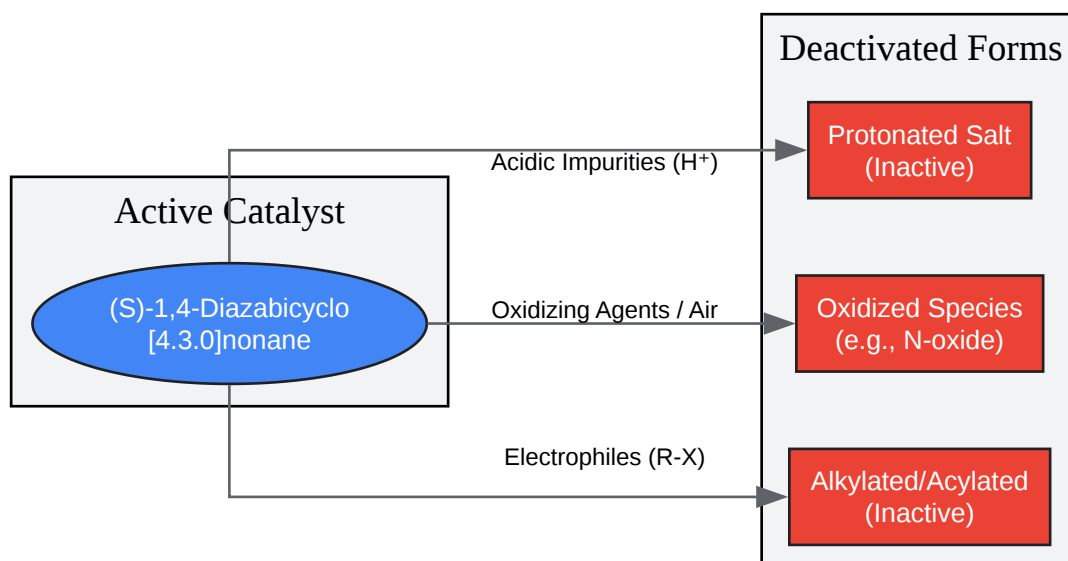 Deactivated Forms
Protonated Salt
(Inactive)
Acidic Impurities (H⁺)
Active Catalyst
(S)-1,4-Diazabicyclo
[4.3.0]nonane
Oxidizing Agents / Air
Oxidized Species
(e.g., N-oxide)
Electrophiles (R-X)
Alkylated/Acylated
(Inactive)